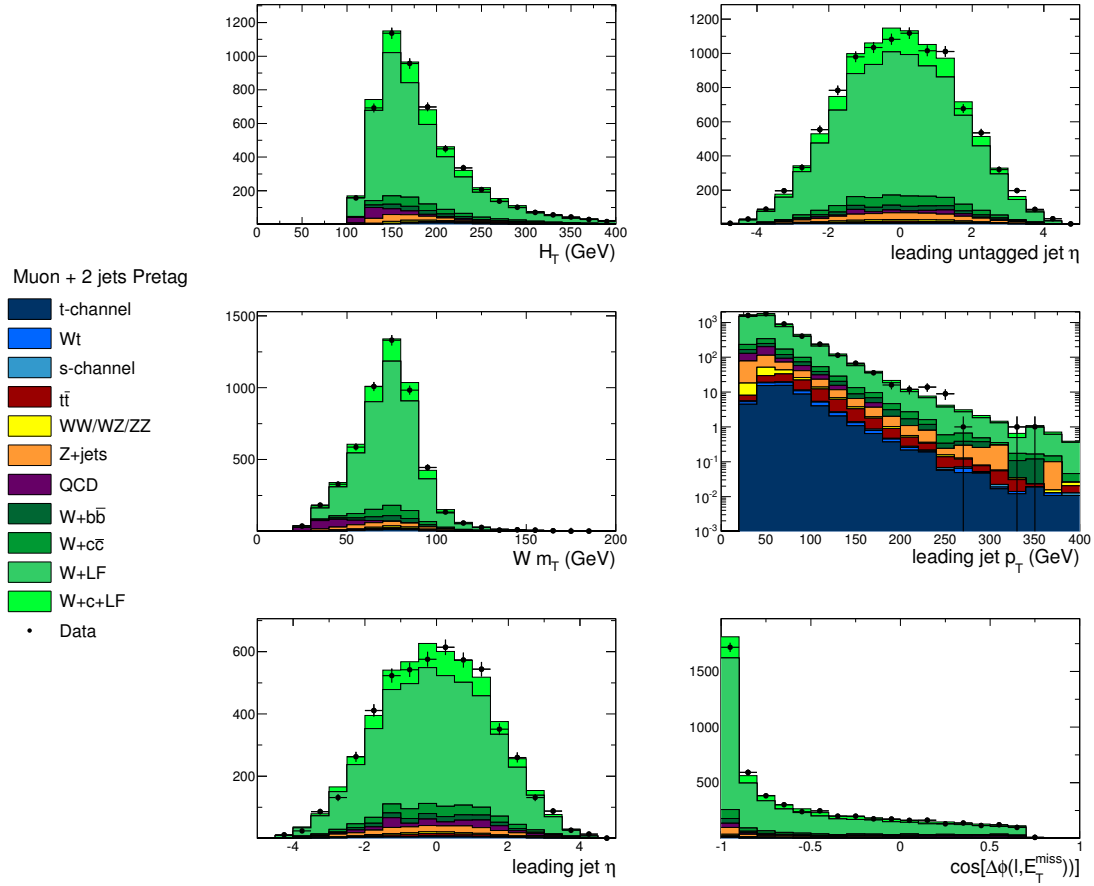 1200
1000
800
600
400
200
0 50 100 150 200 250 300 350 400
H_T (GeV)
1200
1000
800
600
400
200
-4 -2 0 2 4
leading untagged jet η
Muon + 2 jets Pretag
t-channel
Wt
s-channel
tt̄
WW/WZ/ZZ
Z+jets
QCD
W+bb̄
W+cc̄
W+LF
W+c+LF
Data
1500
1000
500
0 50 100 150 200
W m_T (GeV)
10³
10²
10
1
10⁻¹
10⁻²
10⁻³
0 50 100 150 200 250 300 350 400
leading jet p_T (GeV)
600
400
200
0
-4 -2 0 2 4
leading jet η
1500
1000
500
-1 -0.5 0 0.5 1
cos[Δϕ(l,E_T^miss))]